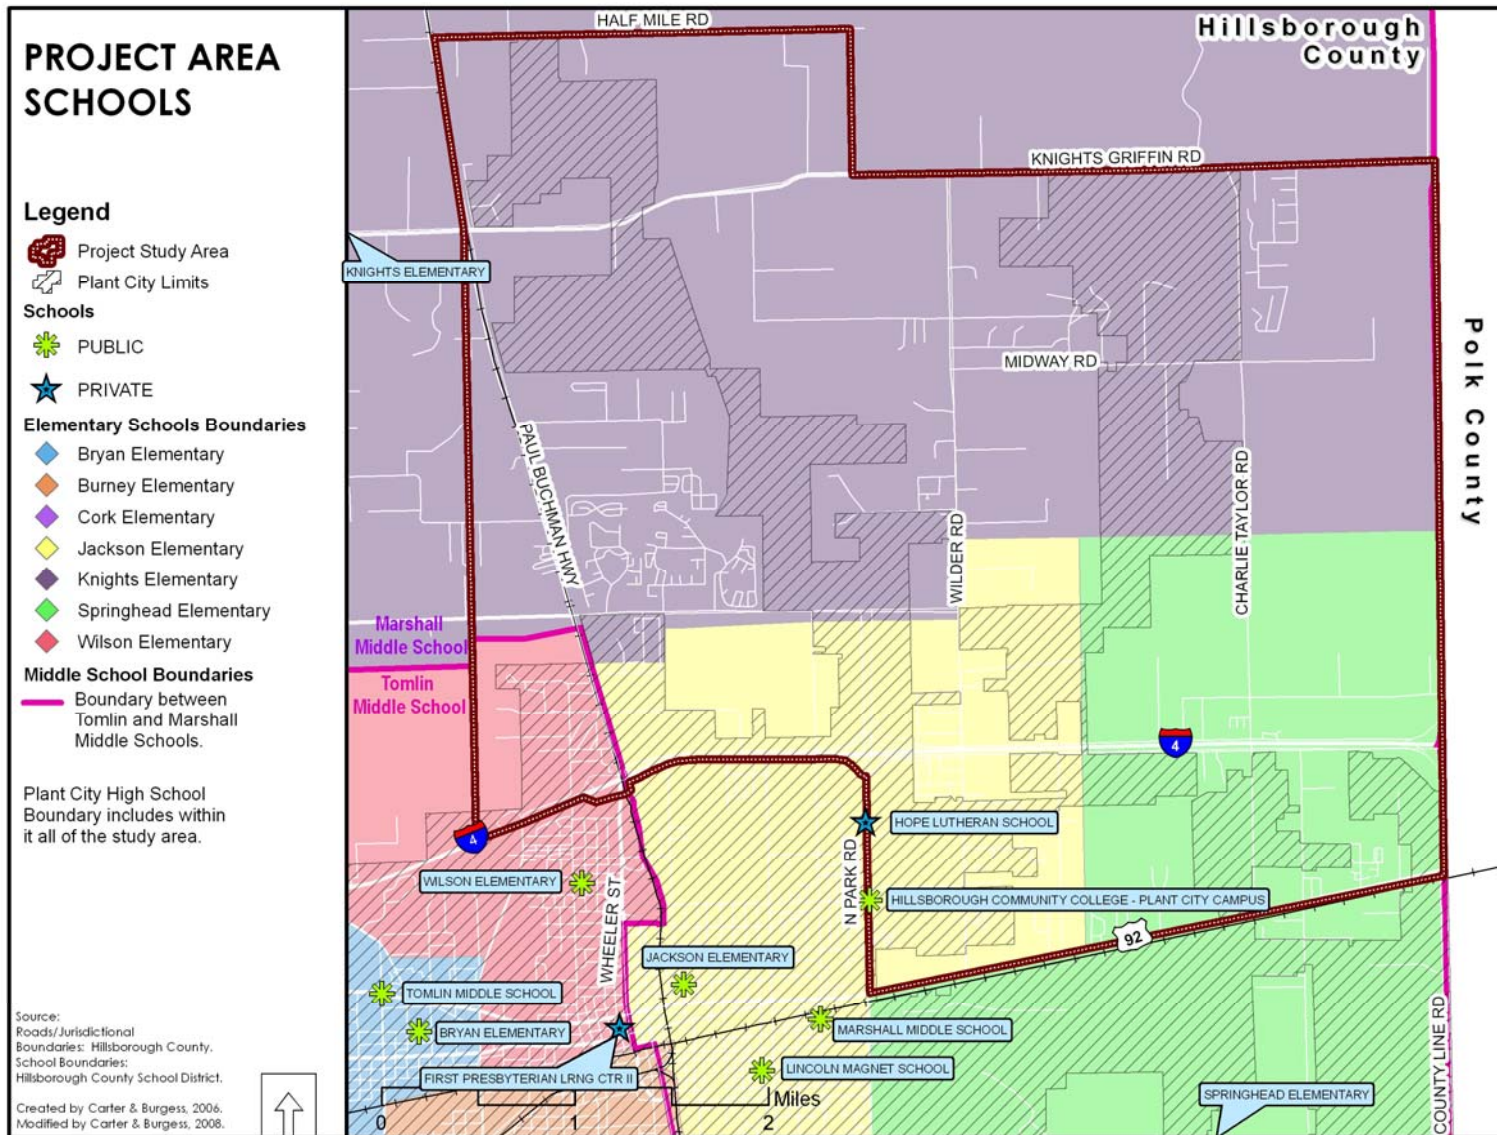 PROJECT AREA
SCHOOLS
Legend
Project Study Area
Plant City Limits
Schools
PUBLIC
PRIVATE
Elementary Schools Boundaries
Bryan Elementary
Burney Elementary
Cork Elementary
Jackson Elementary
Knights Elementary
Springhead Elementary
Wilson Elementary
Middle School Boundaries
Boundary between
Tomlin and Marshall
Middle Schools.
Plant City High School
Boundary includes within
it all of the study area.
Source:
Roads/Jurisdictional
Boundaries: Hillsborough County.
School Boundaries:
Hillsborough County School District.
Created by Carter & Burgess, 2006.
Modified by Carter & Burgess, 2008.
HALF MILE RD
Hillsborough
County
KNIGHTS GRIFFIN RD
KNIGHTS ELEMENTARY
MIDWAY RD
Polk County
PAUL BUCHMAN HWY
WILDER RD
CHARLIE TAYLOR RD
Marshall
Middle School
Tomlin
Middle School
4
4
HOPE LUTHERAN SCHOOL
N PARK RD
WILSON ELEMENTARY
WHEELER ST
HILLSBOROUGH COMMUNITY COLLEGE - PLANT CITY CAMPUS
92
JACKSON ELEMENTARY
TOMLIN MIDDLE SCHOOL
BRYAN ELEMENTARY
MARSHALL MIDDLE SCHOOL
LINCOLN MAGNET SCHOOL
FIRST PRESBYTERIAN LRNG CTR II
SPRINGHEAD ELEMENTARY
COUNTY LINE RD
Miles
0
1
2